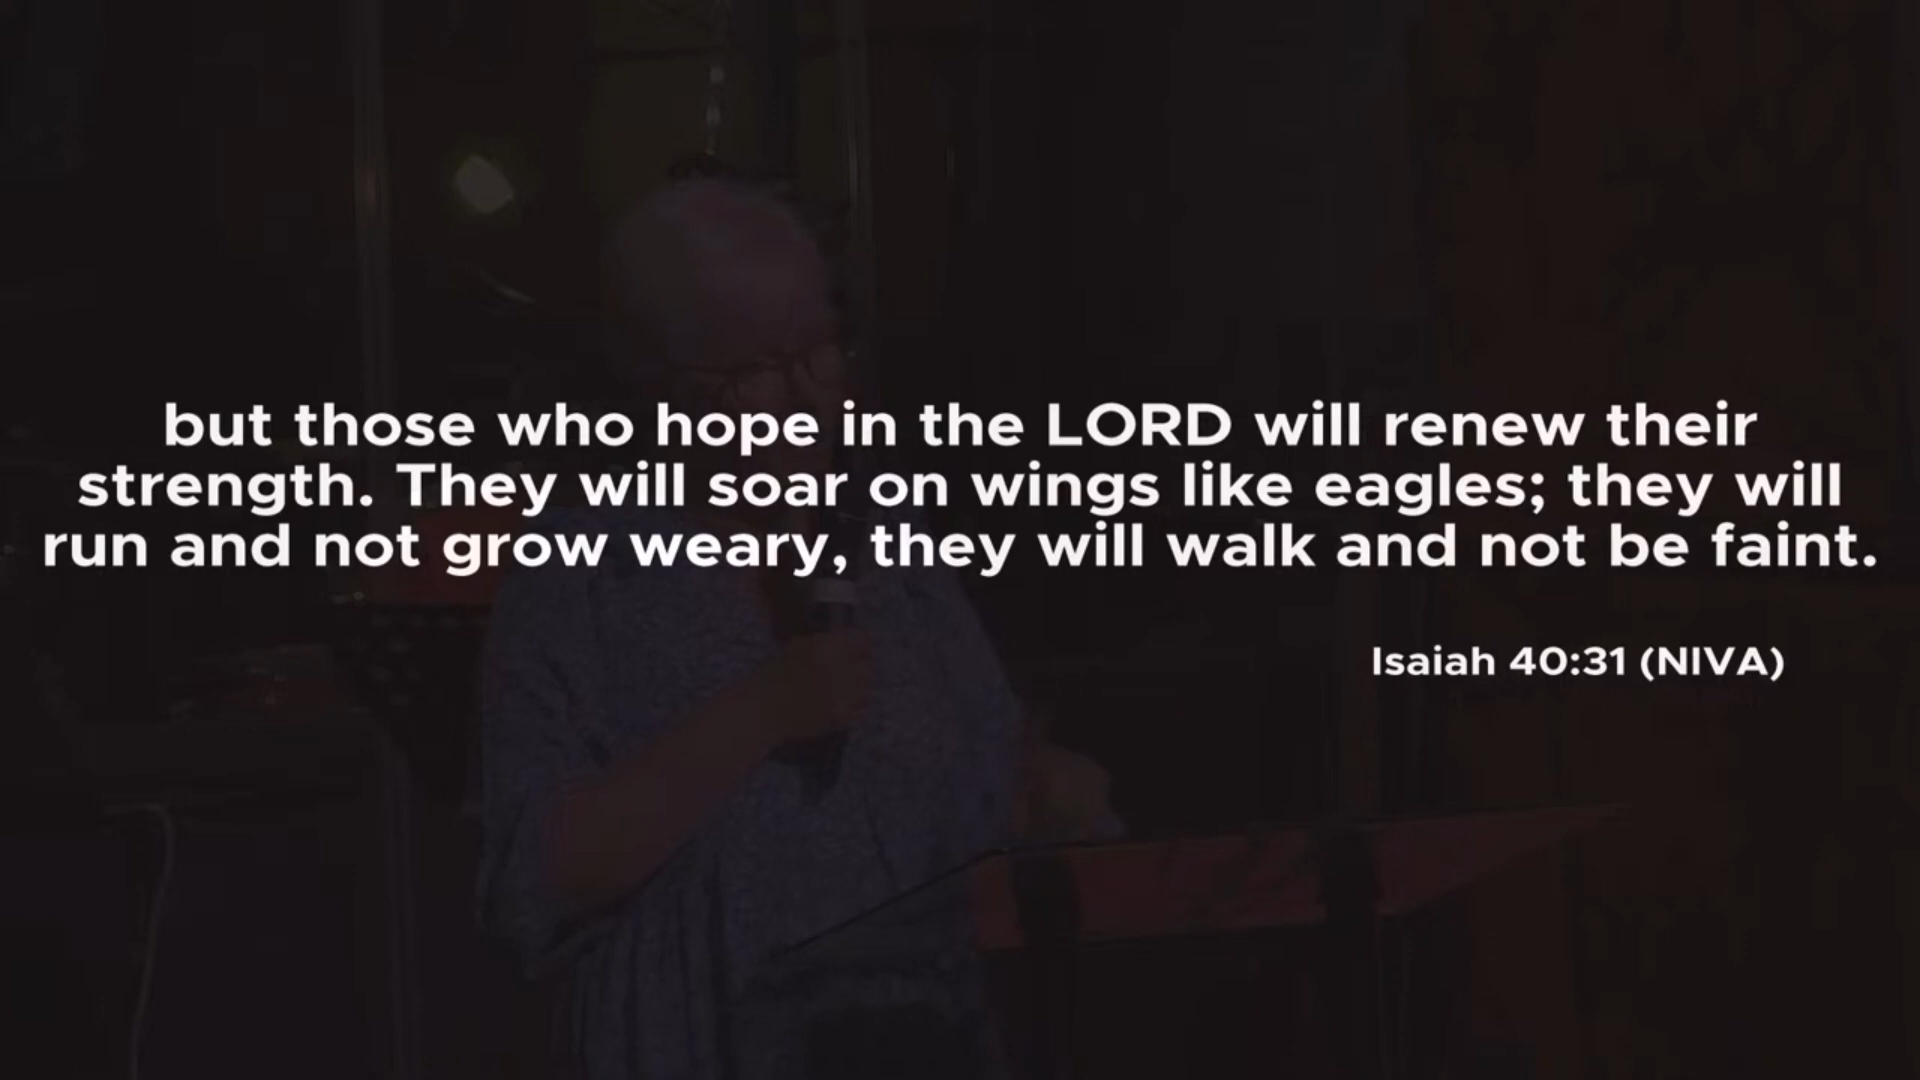 but those who hope in the LORD will renew their
strength. They will soar on wings like eagles; they will
run and not grow weary, they will walk and not be faint.
Isaiah 40:31 (NIVA)